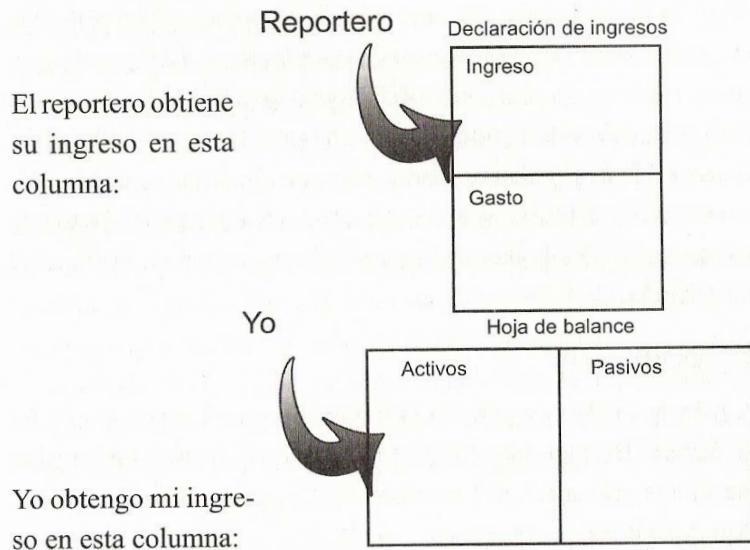 Reportero
Declaración de ingresos
Ingreso
El reportero obtiene
su ingreso en esta
columna:
Gasto
Yo
Hoja de balance
Activos
Pasivos
Yo obtengo mi ingre-
so en esta columna: